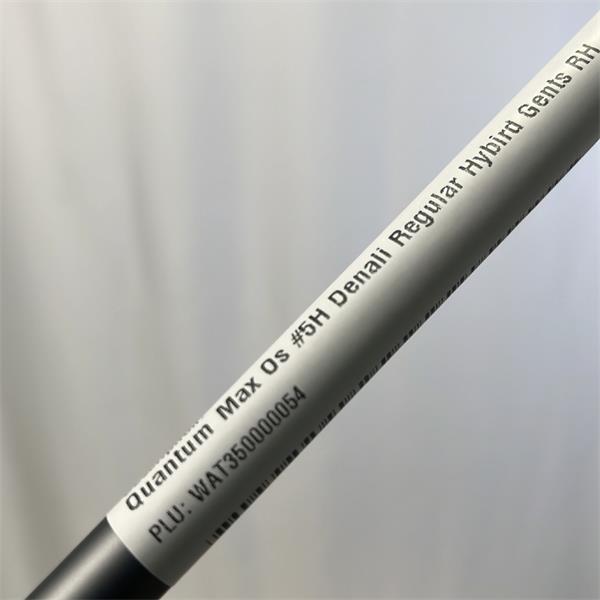 Quantum Max Os #5H Denali Regular Hybird Gents RH
PLU: WAT350000054